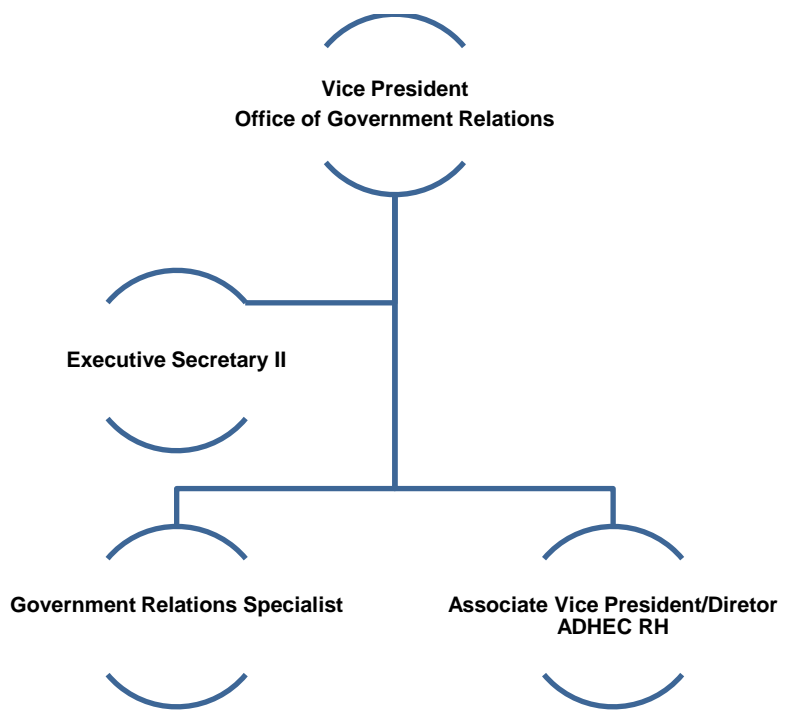 Vice President
Office of Government Relations
Executive Secretary II
Government Relations Specialist
Associate Vice President/Diretor
ADHEC RH